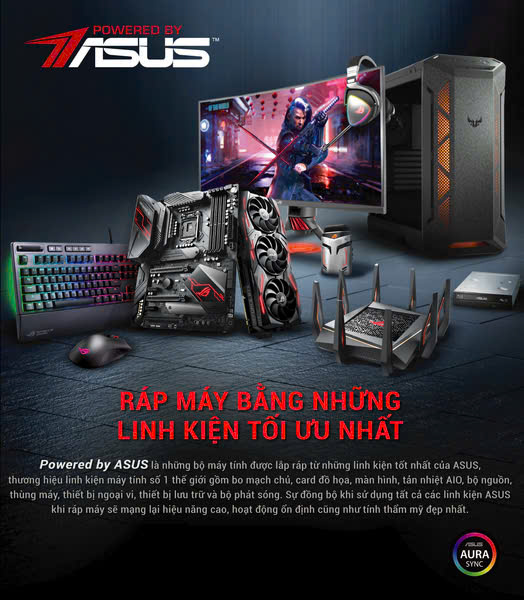 POWERED BY
ASUS™
RÁP MÁY BẰNG NHỮNG
LINH KIỆN TỐI ƯU NHẤT
Powered by ASUS là những bộ máy tính được lắp ráp từ những linh kiện tốt nhất của ASUS,
thương hiệu linh kiện máy tính số 1 thế giới gồm bo mạch chủ, card đồ họa, màn hình, tản nhiệt AIO, bộ nguồn,
thùng máy, thiết bị ngoại vi, thiết bị lưu trữ và bộ phát sóng. Sự đồng bộ khi sử dụng tất cả các linh kiện ASUS
khi ráp máy sẽ mang lại hiệu năng cao, hoạt động ổn định cũng như tính thẩm mỹ đẹp nhất.
ASUS
AURA
SYNC